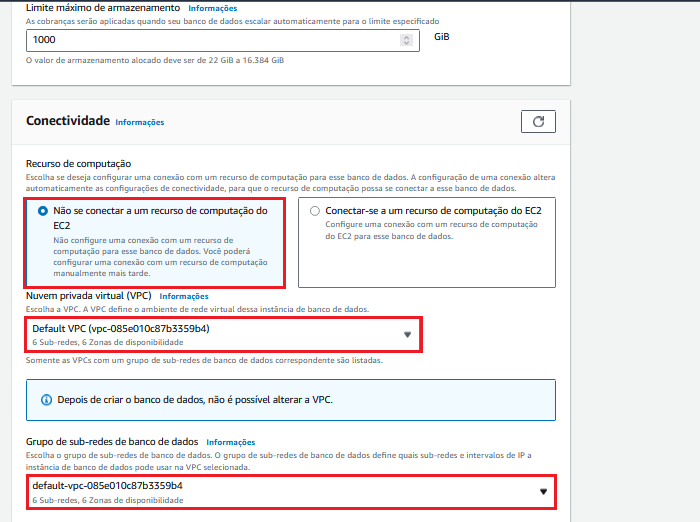 Limite máximo de armazenamento Informações
As cobranças serão aplicadas quando seu banco de dados escalar automaticamente para o limite especificado
1000
GiB
O valor de armazenamento alocado deve ser de 22 GiB a 16.384 GiB
Conectividade Informações
Recurso de computação
Escolha se deseja configurar uma conexão com um recurso de computação para esse banco de dados. A configuração de uma conexão altera
automaticamente as configurações de conectividade, para que o recurso de computação possa se conectar a esse banco de dados.
Não se conectar a um recurso de computação do
EC2
Não configure uma conexão com um recurso de
computação para esse banco de dados. Você poderá
configurar uma conexão com um recurso de computação
manualmente mais tarde.
Conectar-se a um recurso de computação do EC2
Configure uma conexão com um recurso de computação
do EC2 para esse banco de dados.
Nuvem privada virtual (VPC) Informações
Escolha a VPC. A VPC define o ambiente de rede virtual dessa instância de banco de dados.
Default VPC (vpc-085e010c87b3359b4)
6 Sub-redes, 6 Zonas de disponibilidade
Somente as VPCs com um grupo de sub-redes de banco de dados correspondente são listadas.
Depois de criar o banco de dados, não é possível alterar a VPC.
Grupo de sub-redes de banco de dados Informações
Escolha o grupo de sub-redes de banco de dados. O grupo de sub-redes de banco de dados define quais sub-redes e intervalos de IP a
instância de banco de dados pode usar na VPC selecionada.
default-vpc-085e010c87b3359b4
6 Sub-redes, 6 Zonas de disponibilidade